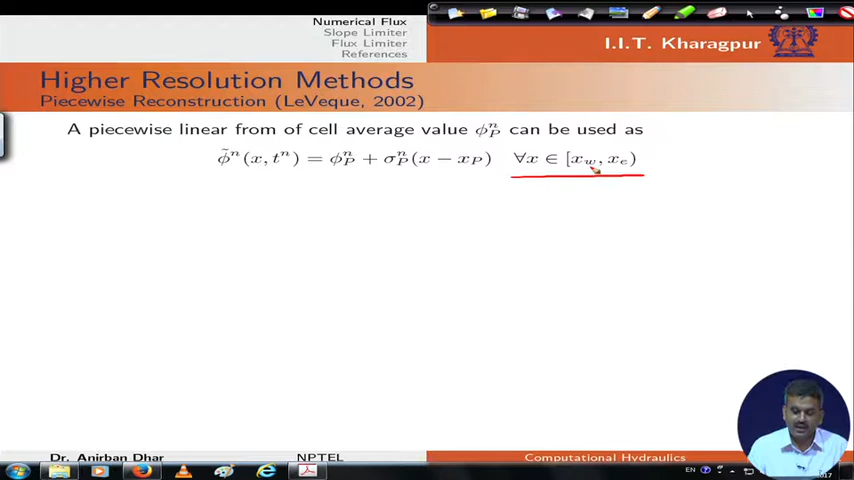 Numerical Flux
Slope Limiter
Flux Limiter
References
I.I.T. Kharagpur
Higher Resolution Methods
Piecewise Reconstruction (LeVeque, 2002)
A piecewise linear from of cell average value ϕ_P^n can be used as
ϕ̃^n(x, t^n) = ϕ_P^n + σ_P^n(x − x_P) ∀x ∈ [x_w, x_e)
Dr. Anirban Dhar NPTEL Computational Hydraulics
EN